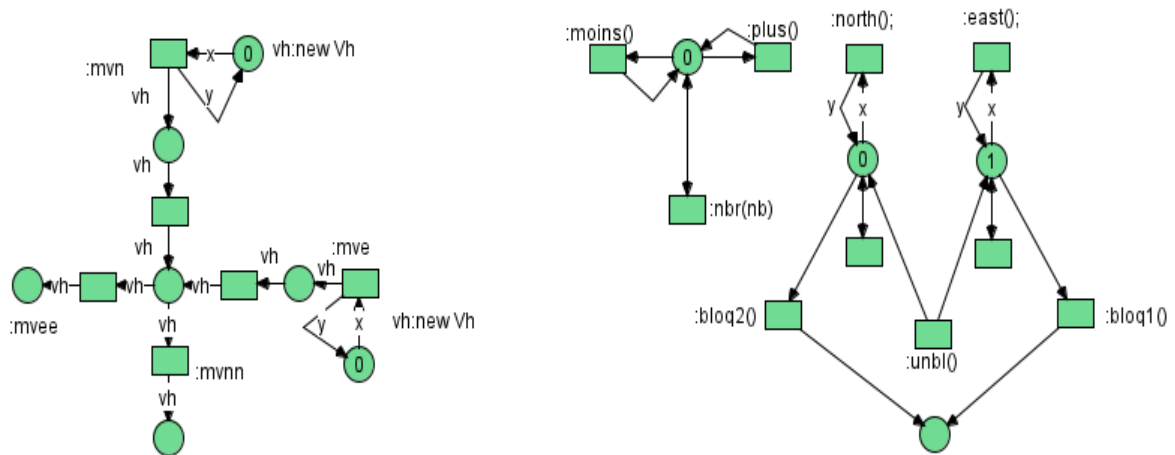 :mvn
x
0
vh:new Vh
vh
y
vh
vh
:mve
vh
vh
vh
vh
vh
:mvee
vh
y
x
vh:new Vh
0
:mvnn
vh
:moins()
0
:plus()
:nbr(nb)
:north();
:east();
y
x
y
x
0
1
:bloq2()
:unbl()
:bloq1()